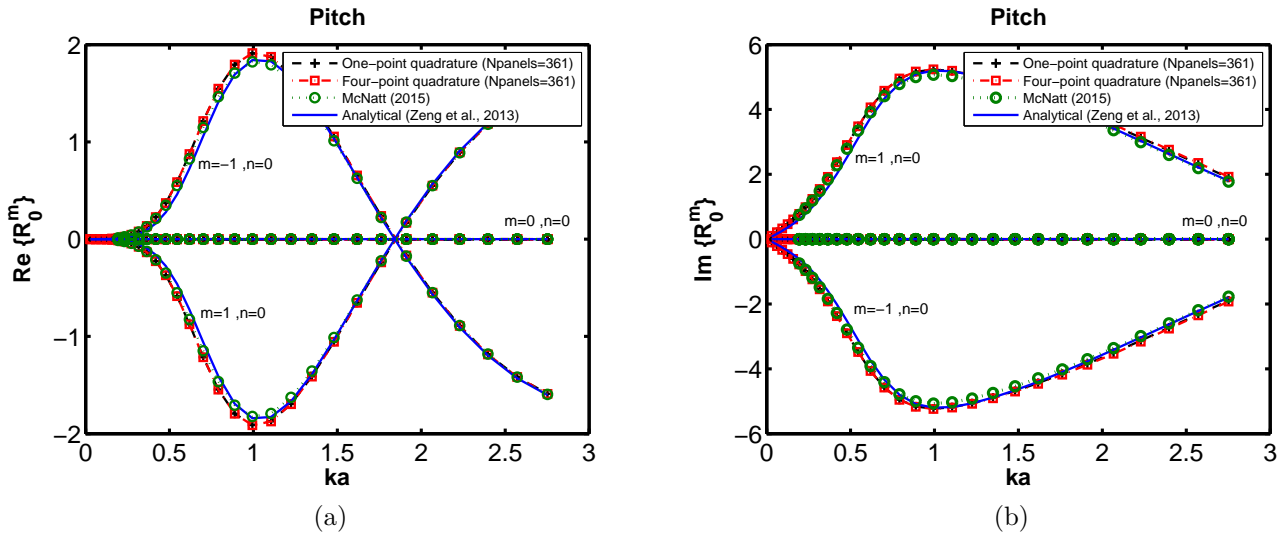 Pitch
Re {R_0^m}
2
1
0
−1
−2
One−point quadrature (Npanels=361)
Four−point quadrature (Npanels=361)
McNatt (2015)
Analytical (Zeng et al., 2013)
m=−1 ,n=0
m=0 ,n=0
m=1 ,n=0
0 0.5 1 1.5 2 2.5 3
ka
(a)
Pitch
Im {R_0^m}
6
4
2
0
−2
−4
−6
One−point quadrature (Npanels=361)
Four−point quadrature (Npanels=361)
McNatt (2015)
Analytical (Zeng et al., 2013)
m=1 ,n=0
m=0 ,n=0
m=−1 ,n=0
0 0.5 1 1.5 2 2.5 3
ka
(b)